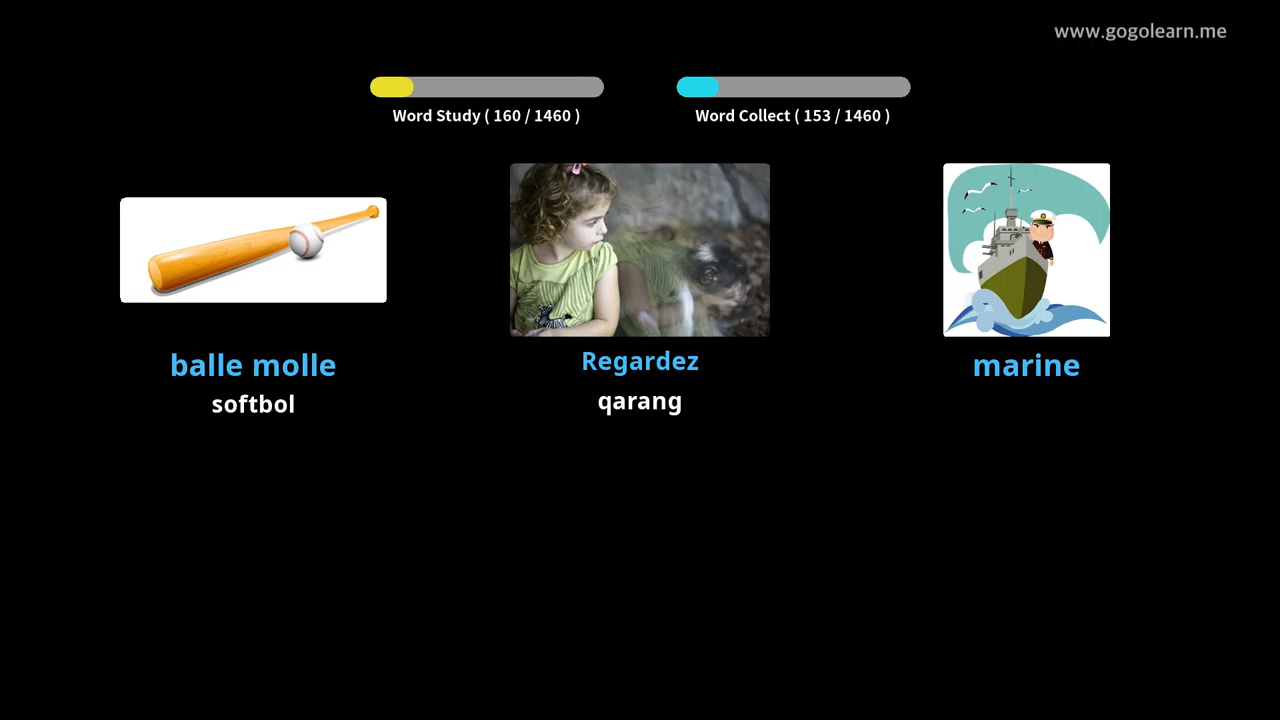 www.gogolearn.me
Word Study ( 160 / 1460 )
Word Collect ( 153 / 1460 )
balle molle
softbol
Regardez
qarang
marine